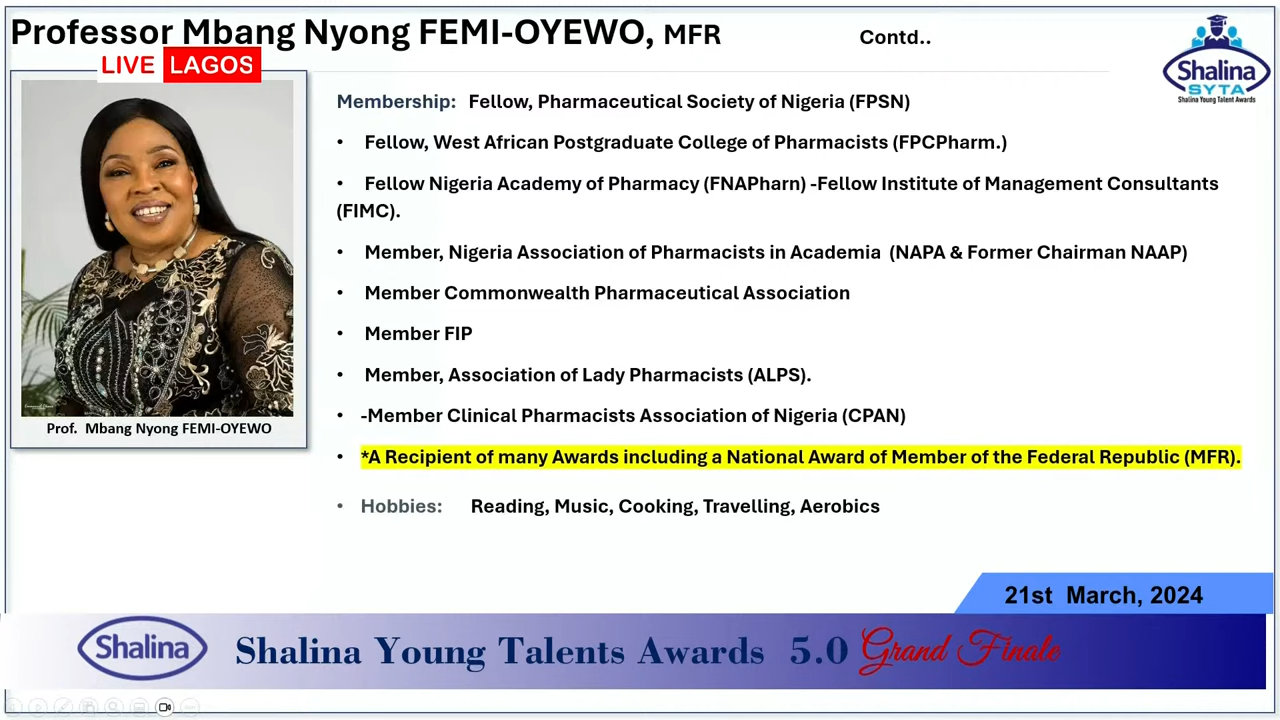 Professor Mbang Nyong FEMI-OYEWO, MFR Contd..
LIVE LAGOS
Shalina
SYTA
Shalina Young Talent Awards
Membership: Fellow, Pharmaceutical Society of Nigeria (FPSN)
• Fellow, West African Postgraduate College of Pharmacists (FPCPharm.)
• Fellow Nigeria Academy of Pharmacy (FNAPharn) -Fellow Institute of Management Consultants
(FIMC).
• Member, Nigeria Association of Pharmacists in Academia (NAPA & Former Chairman NAAP)
• Member Commonwealth Pharmaceutical Association
• Member FIP
• Member, Association of Lady Pharmacists (ALPS).
• -Member Clinical Pharmacists Association of Nigeria (CPAN)
• *A Recipient of many Awards including a National Award of Member of the Federal Republic (MFR).
• Hobbies: Reading, Music, Cooking, Travelling, Aerobics
Prof. Mbang Nyong FEMI-OYEWO
21st March, 2024
Shalina
Shalina Young Talents Awards 5.0 Grand Finale